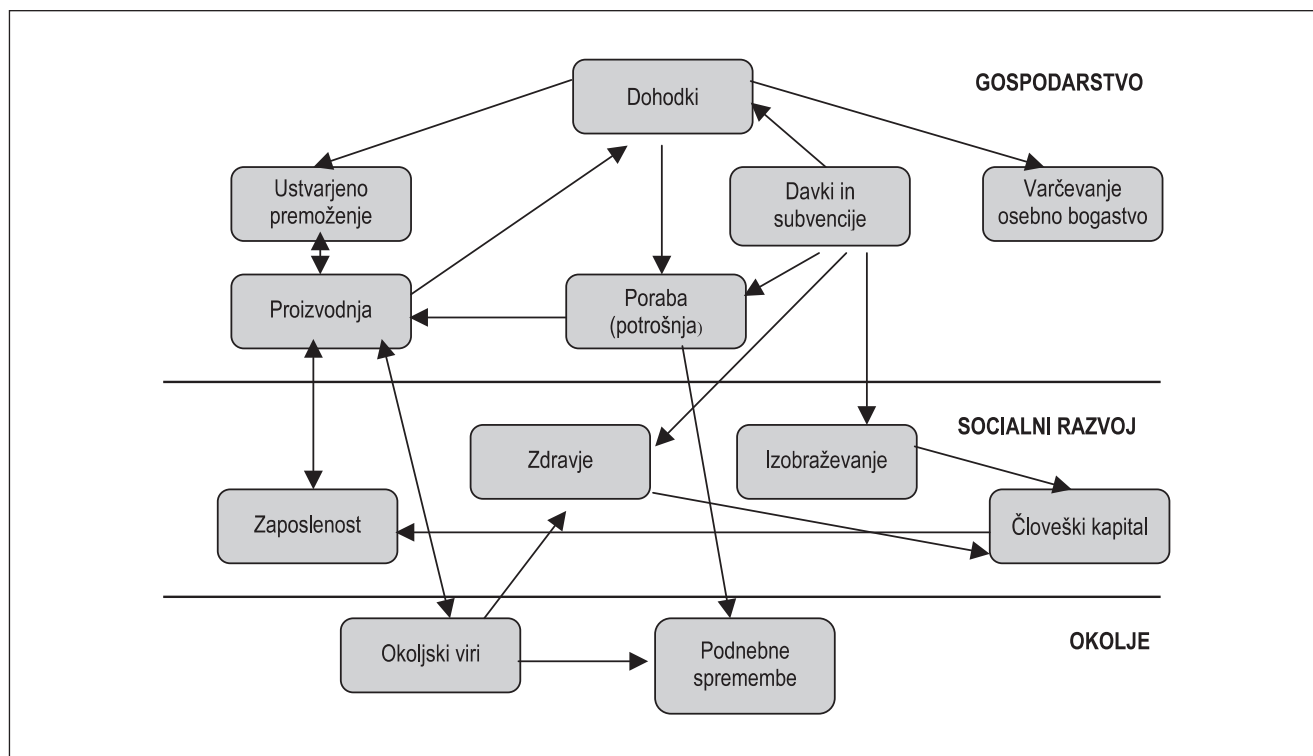 GOSPODARSTVO
Dohodki
Ustvarjeno
premoženje
Davki in
subvencije
Varčevanje
osebno bogastvo
Proizvodnja
Poraba
(potrošnja)
SOCIALNI RAZVOJ
Zdravje
Izobraževanje
Zaposlenost
Človeški kapital
OKOLJE
Okoljski viri
Podnebne
spremembe